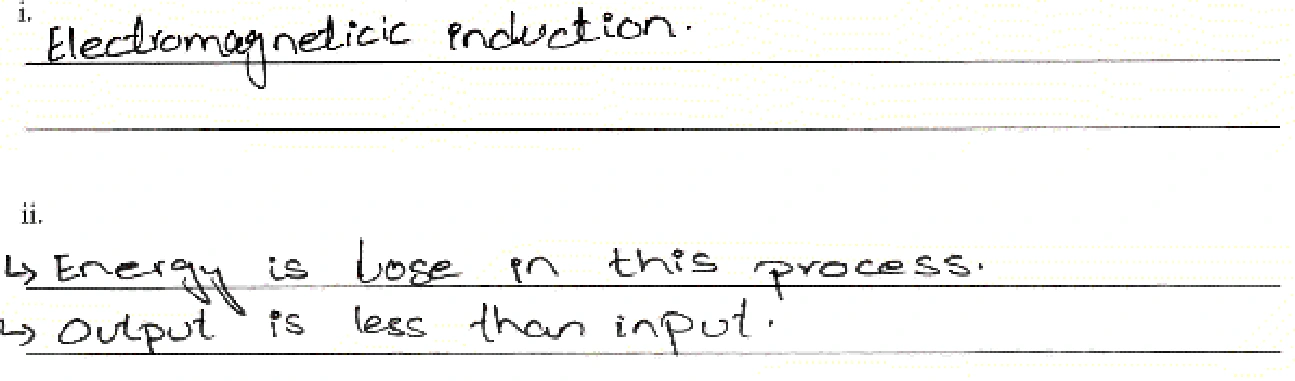 i.
Electromagneticic induction.
ii.
↳ Energy is lose in this process.
↳ Output is less than input.